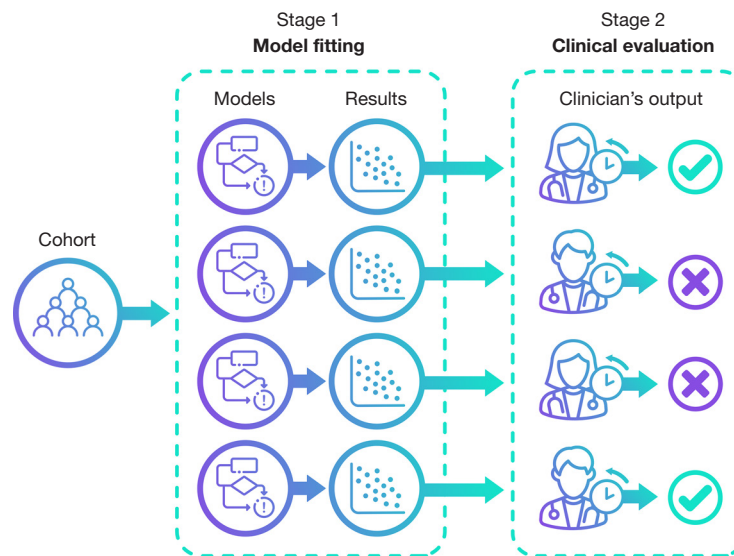 Stage 1
Model fitting
Stage 2
Clinical evaluation
Models
Results
Clinician's output
Cohort